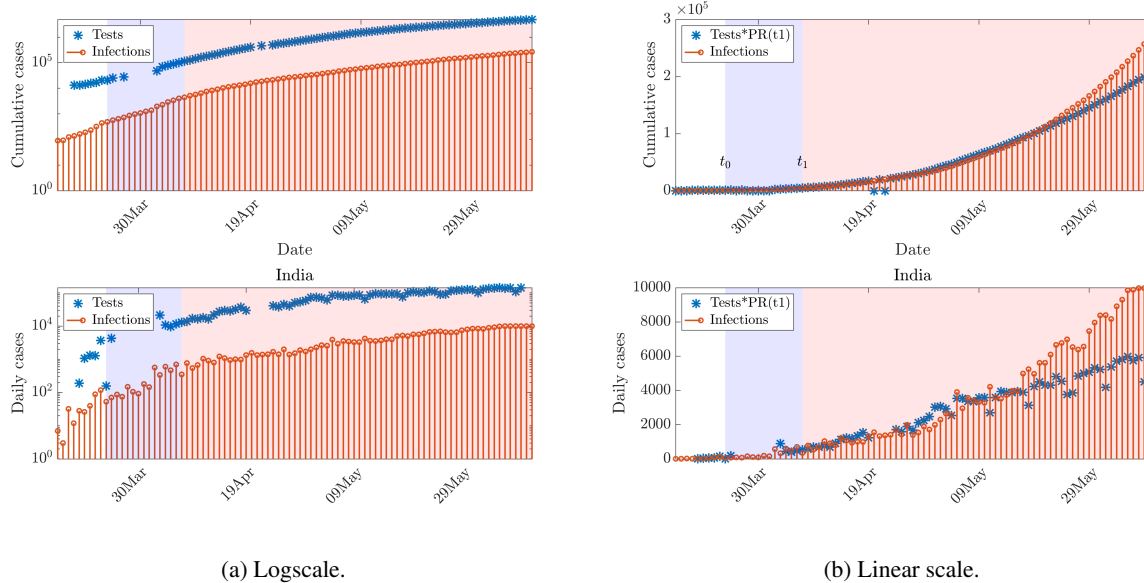 Tests
Infections
Cumulative cases
10^5
10^0
30Mar
19Apr
09May
29May
Date
×10^5
Tests*PR(t1)
Infections
Cumulative cases
3
2
1
0
t_0
t_1
30Mar
19Apr
09May
29May
Date
India
Tests
Infections
Daily cases
10^4
10^2
10^0
30Mar
19Apr
09May
29May
India
Tests*PR(t1)
Infections
Daily cases
10000
8000
6000
4000
2000
0
30Mar
19Apr
09May
29May
(a) Logscale.
(b) Linear scale.